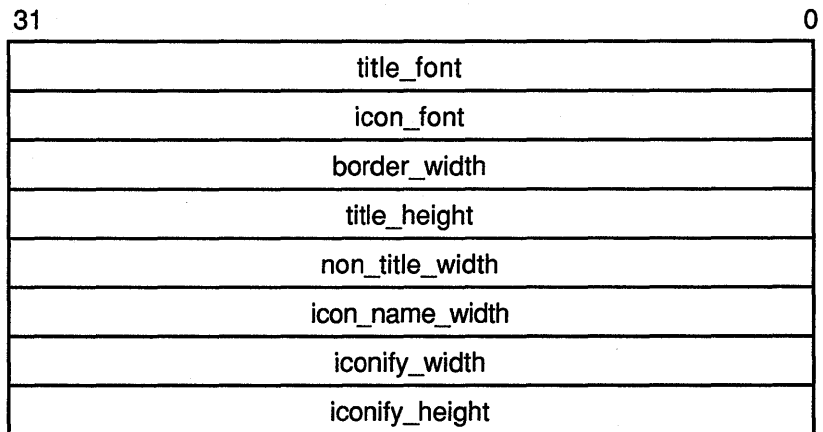 31 0
title_font
icon_font
border_width
title_height
non_title_width
icon_name_width
iconify_width
iconify_height